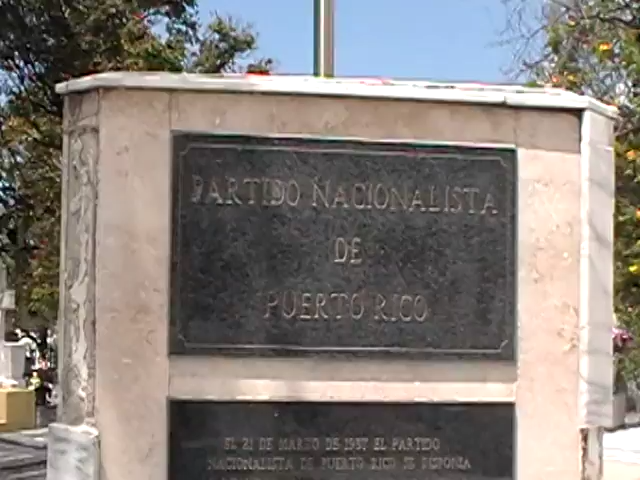 PARTIDO NACIONALISTA
DE
PUERTO RICO
EL 21 DE MARZO DE 1937 EL PARTIDO
NACIONALISTA DE PUERTO RICO SE DISPONIA